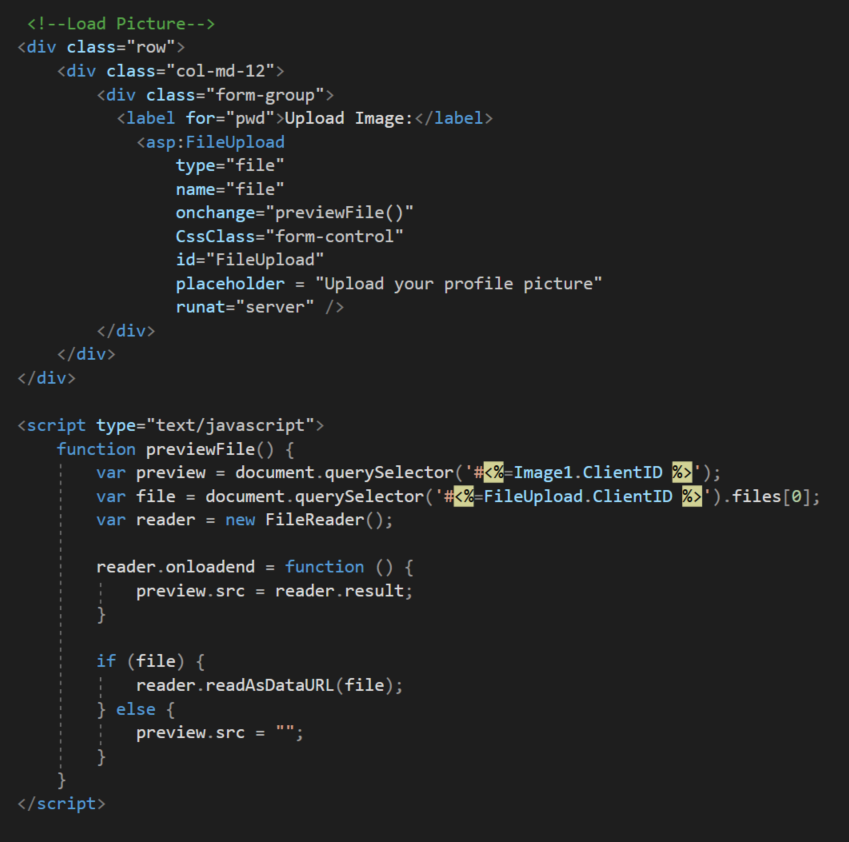 <!--Load Picture-->
<div class="row">
<div class="col-md-12">
<div class="form-group">
<label for="pwd">Upload Image:</label>
<asp:FileUpload
type="file"
name="file"
onchange="previewFile()"
CssClass="form-control"
id="FileUpload"
placeholder = "Upload your profile picture"
runat="server" />
</div>
</div>
</div>
<script type="text/javascript">
function previewFile() {
var preview = document.querySelector('#<%=Image1.ClientID %>');
var file = document.querySelector('#<%=FileUpload.ClientID %>').files[0];
var reader = new FileReader();
reader.onloadend = function () {
preview.src = reader.result;
}
if (file) {
reader.readAsDataURL(file);
} else {
preview.src = "";
}
}
</script>